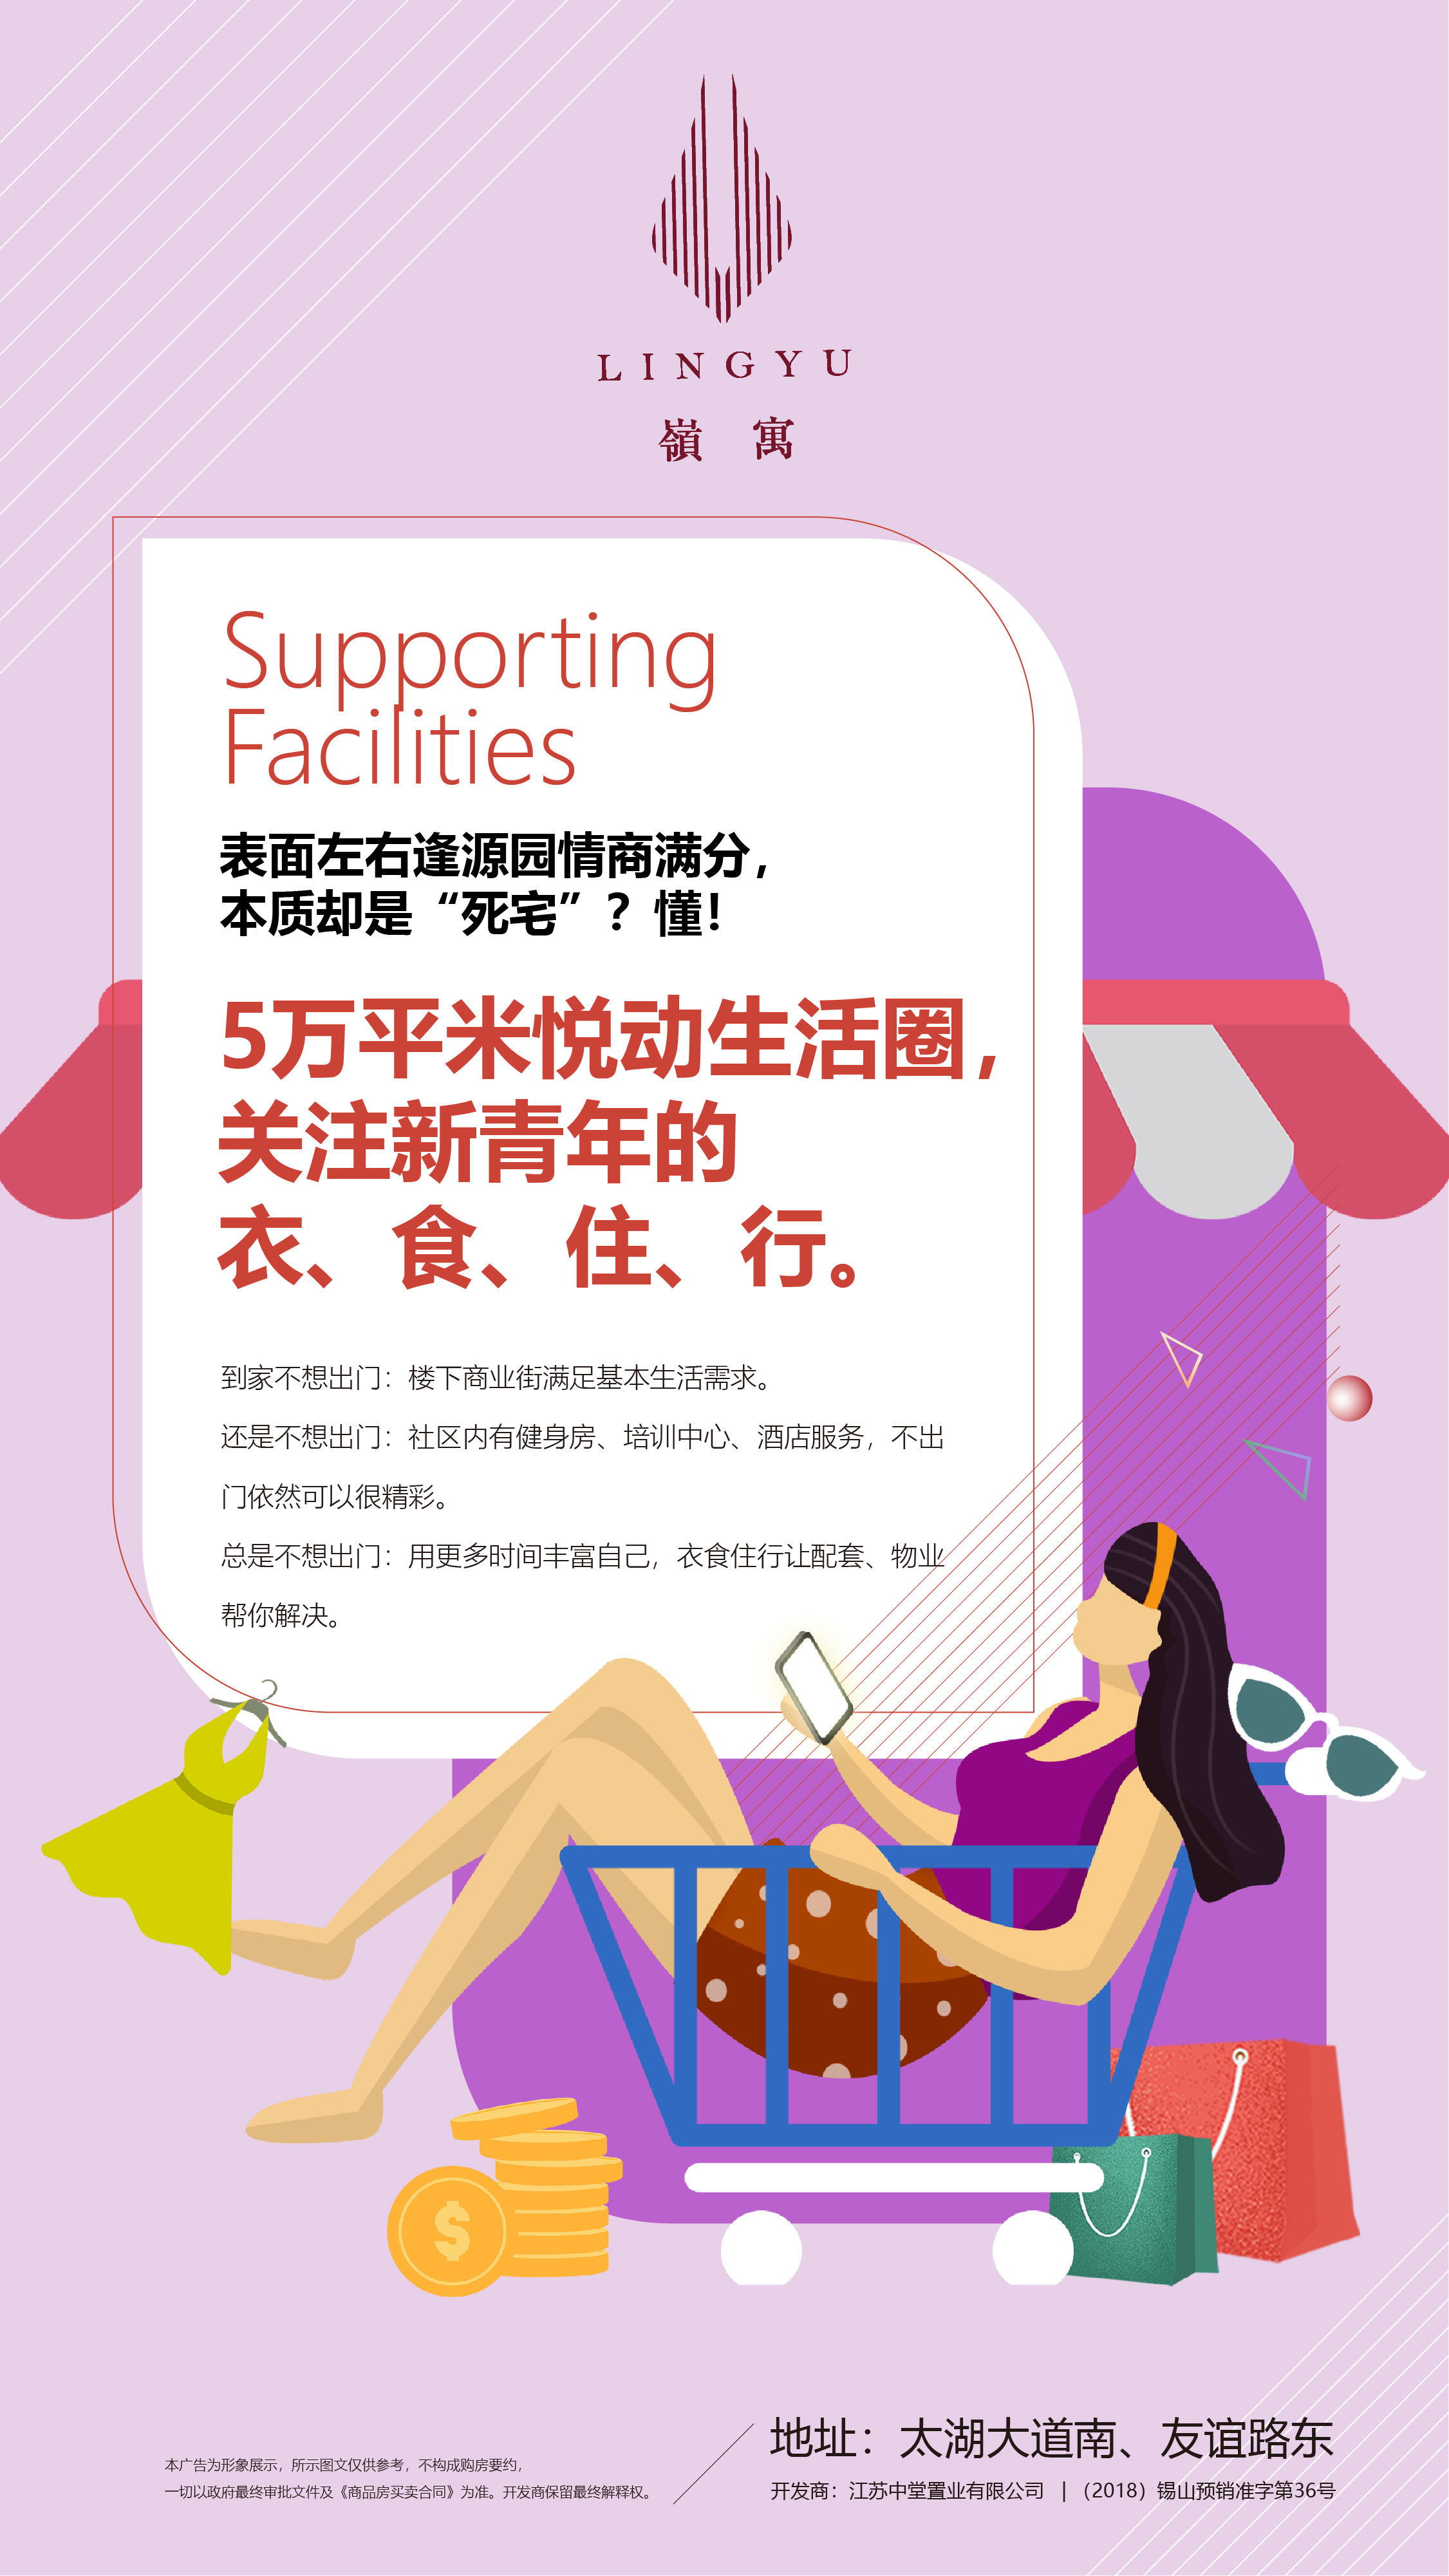 LINGYU
嶺寓
Supporting
Facilities
表面左右逢源园情商满分，
本质却是“死宅”？懂！
5万平米悦动生活圈，
关注新青年的
衣、食、住、行。
到家不想出门：楼下商业街满足基本生活需求。
还是不想出门：社区内有健身房、培训中心、酒店服务，不出
门依然可以很精彩。
总是不想出门：用更多时间丰富自己，衣食住行让配套、物业
帮你解决。
$
本广告为形象展示，所示图文仅供参考，不构成购房要约，
一切以政府最终审批文件及《商品房买卖合同》为准。开发商保留最终解释权。
地址：太湖大道南、友谊路东
开发商：江苏中堂置业有限公司 |（2018）锡山预销准字第36号